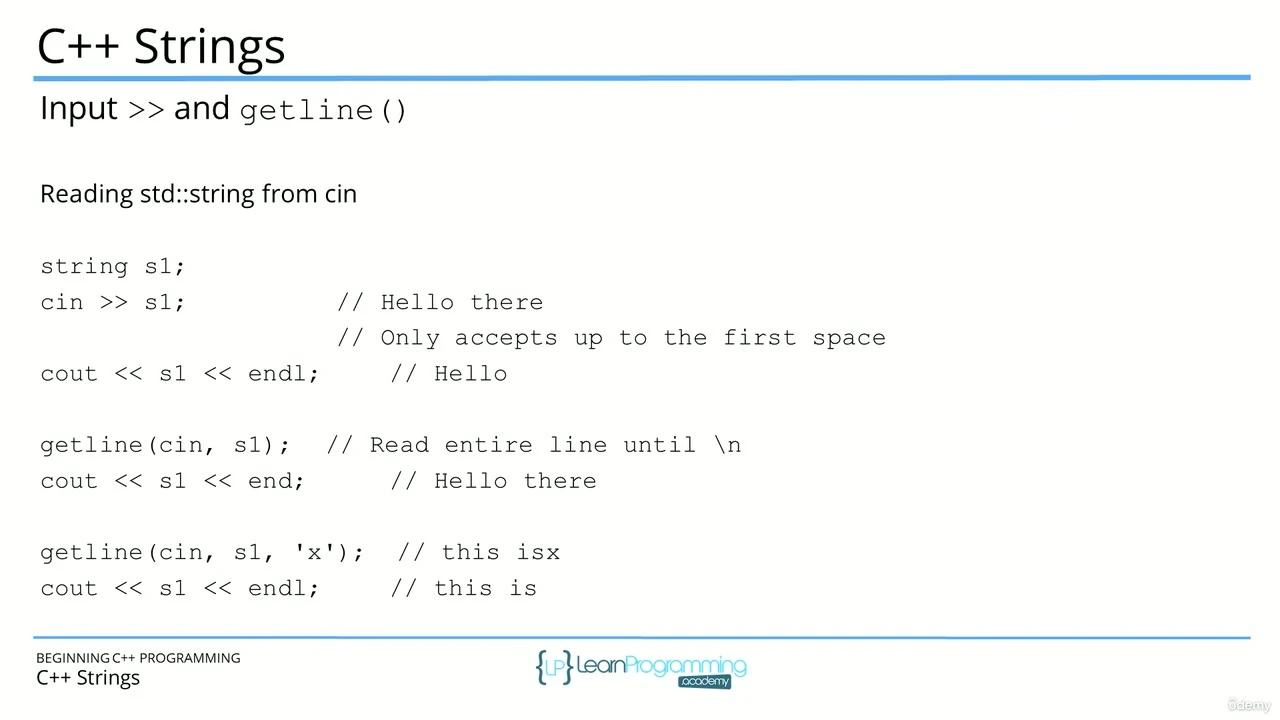 C++ Strings
Input >> and getline()
Reading std::string from cin
string s1;
cin >> s1; // Hello there
// Only accepts up to the first space
cout << s1 << endl; // Hello
getline(cin, s1); // Read entire line until \n
cout << s1 << end; // Hello there
getline(cin, s1, 'x'); // this isx
cout << s1 << endl; // this is
BEGINNING C++ PROGRAMMING
C++ Strings
{LP} LearnProgramming
.academy
ûdemy